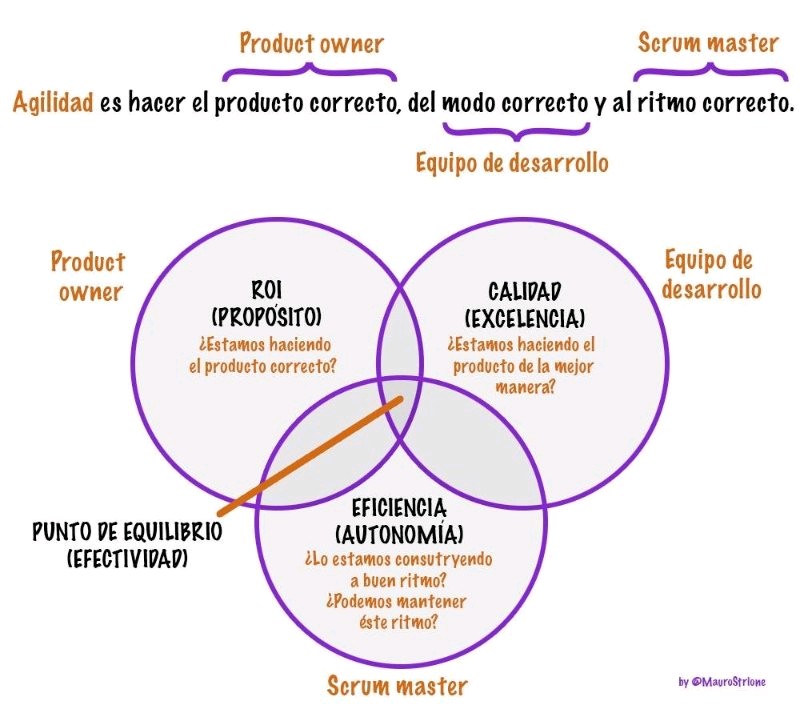 Product owner
Scrum master
Agilidad es hacer el producto correcto, del modo correcto y al ritmo correcto.
Equipo de desarrollo
Product
owner
ROI
(PROPÓSITO)
¿Estamos haciendo
el producto correcto?
CALIDAD
(EXCELENCIA)
¿Estamos haciendo el
producto de la mejor
manera?
Equipo de
desarrollo
PUNTO DE EQUILIBRIO
(EFECTIVIDAD)
EFICIENCIA
(AUTONOMÍA)
¿Lo estamos consutryendo
a buen ritmo?
¿Podemos mantener
éste ritmo?
Scrum master
by @MauroStrione